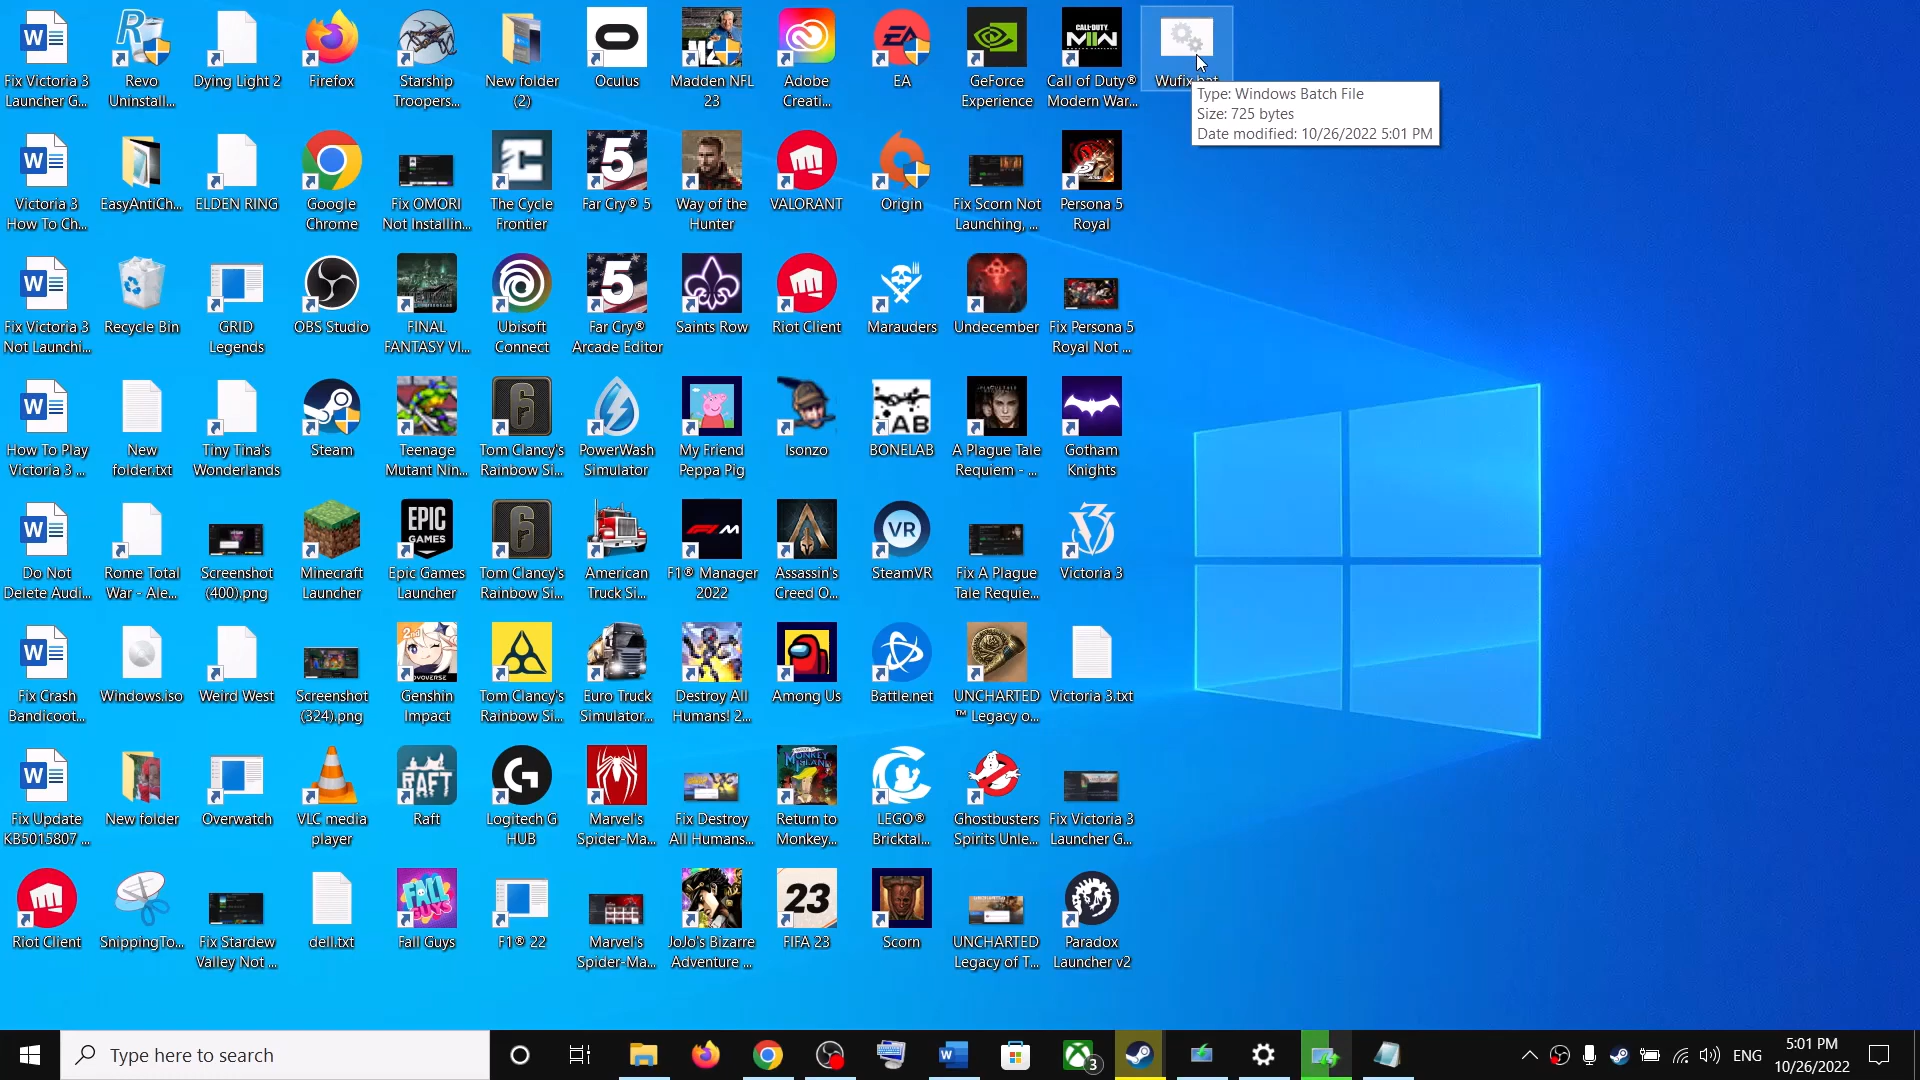 Fix Victoria 3
Launcher G...
Revo
Uninstall...
Dying Light 2
Firefox
Starship
Troopers...
New folder
(2)
Oculus
Madden NFL
23
Adobe
Creati...
EA
GeForce
Experience
Call of Duty®
Modern War...
Type: Windows Batch File
Size: 725 bytes
Date modified: 10/26/2022 5:01 PM
Victoria 3
How To Ch...
EasyAntiCh...
ELDEN RING
Google
Chrome
Fix OMORI
Not Installin...
The Cycle
Frontier
Far Cry® 5
Way of the
Hunter
VALORANT
Origin
Fix Scorn Not
Launching, ...
Persona 5
Royal
Fix Victoria 3
Not Launchi...
Recycle Bin
GRID
Legends
OBS Studio
FINAL
FANTASY VI...
Ubisoft
Connect
Far Cry®
Arcade Editor
Saints Row
Riot Client
Marauders
Undecember
Fix Persona 5
Royal Not ...
How To Play
Victoria 3 ...
New
folder.txt
Tiny Tina's
Wonderlands
Steam
Teenage
Mutant Nin...
Tom Clancy's
Rainbow Si...
PowerWash
Simulator
My Friend
Peppa Pig
Isonzo
BONELAB
A Plague Tale
Requiem - ...
Gotham
Knights
Do Not
Delete Audi...
Rome Total
War - Ale...
Screenshot
(400).png
Minecraft
Launcher
Epic Games
Launcher
Tom Clancy's
Rainbow Si...
American
Truck Si...
F1® Manager
2022
Assassin's
Creed O...
SteamVR
Fix A Plague
Tale Requie...
Victoria 3
Fix Crash
Bandicoot...
Windows.iso
Weird West
Screenshot
(324).png
Genshin
Impact
Tom Clancy's
Rainbow Si...
Euro Truck
Simulator...
Destroy All
Humans! 2...
Among Us
Battle.net
UNCHARTED
™ Legacy o...
Victoria 3.txt
Fix Update
KB5015807 ...
New folder
Overwatch
VLC media
player
Raft
Logitech G
HUB
Marvel's
Spider-Ma...
Fix Destroy
All Humans...
Return to
Monkey...
LEGO®
Bricktal...
Ghostbusters
Spirits Unle...
Fix Victoria 3
Launcher G...
Riot Client
SnippingTo...
Fix Stardew
Valley Not ...
dell.txt
Fall Guys
F1® 22
Marvel's
Spider-Ma...
JoJo's Bizarre
Adventure ...
FIFA 23
Scorn
UNCHARTED
Legacy of T...
Paradox
Launcher v2
Type here to search
3
ENG
5:01 PM
10/26/2022